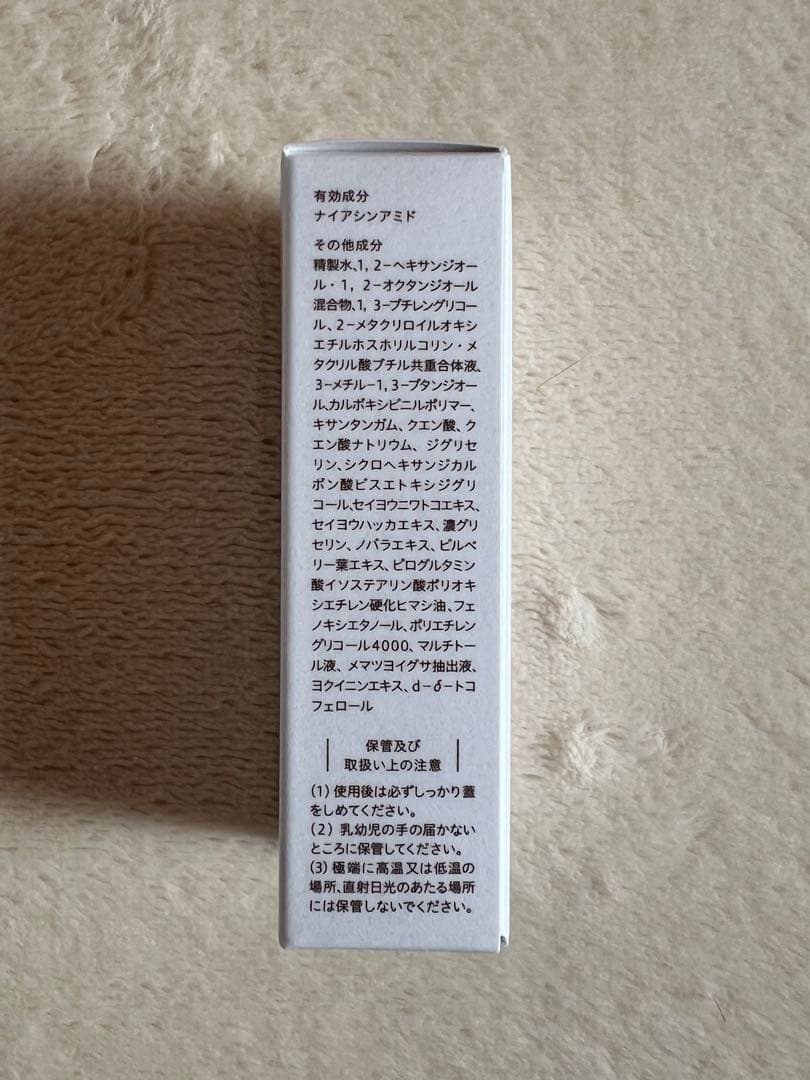 有効成分
ナイアシンアミド
その他成分
精製水、1, 2−ヘキサンジオー
ル・1, 2−オクタンジオール
混合物、1, 3−ブチレングリコー
ル、2−メタクリロイルオキシ
エチルホスホリルコリン・メ
タクリル酸ブチル共重合体液、
3−メチル−1, 3−ブタンジオー
ル、カルボキシビニルポリマー、
キサンタンガム、クエン酸、ク
エン酸ナトリウム、ジグリセ
リン、シクロヘキサンジカル
ボン酸ビスエトキシジグリ
コール、セイヨウニワトコエキス、
セイヨウハッカエキス、濃グリ
セリン、ノバラエキス、ビルベ
リー葉エキス、ピログルタミン
酸イソステアリン酸ポリオキ
シエチレン硬化ヒマシ油、フェ
ノキシエタノール、ポリエチレン
グリコール4000、マルチトー
ル液、メマツヨイグサ抽出液、
ヨクイニンエキス、d−δ−トコ
フェロール
保管及び
取扱い上の注意
(1) 使用後は必ずしっかり蓋
をしめてください。
(2) 乳幼児の手の届かない
ところに保管してください。
(3) 極端に高温又は低温の
場所、直射日光のあたる場所
には保管しないでください。